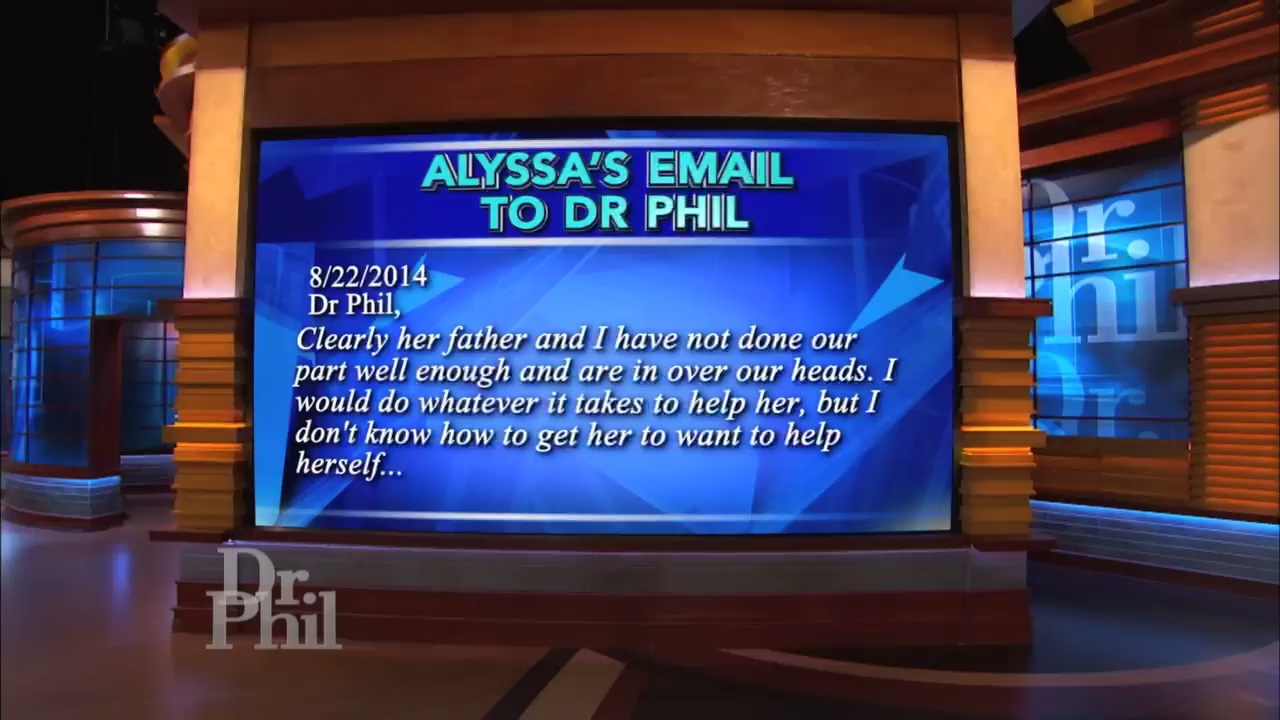 ALYSSA'S EMAIL
TO DR PHIL
8/22/2014
Dr Phil,
Clearly her father and I have not done our
part well enough and are in over our heads. I
would do whatever it takes to help her, but I
don't know how to get her to want to help
herself...
Dr.
Phil
Dr.
Phil
Dr.